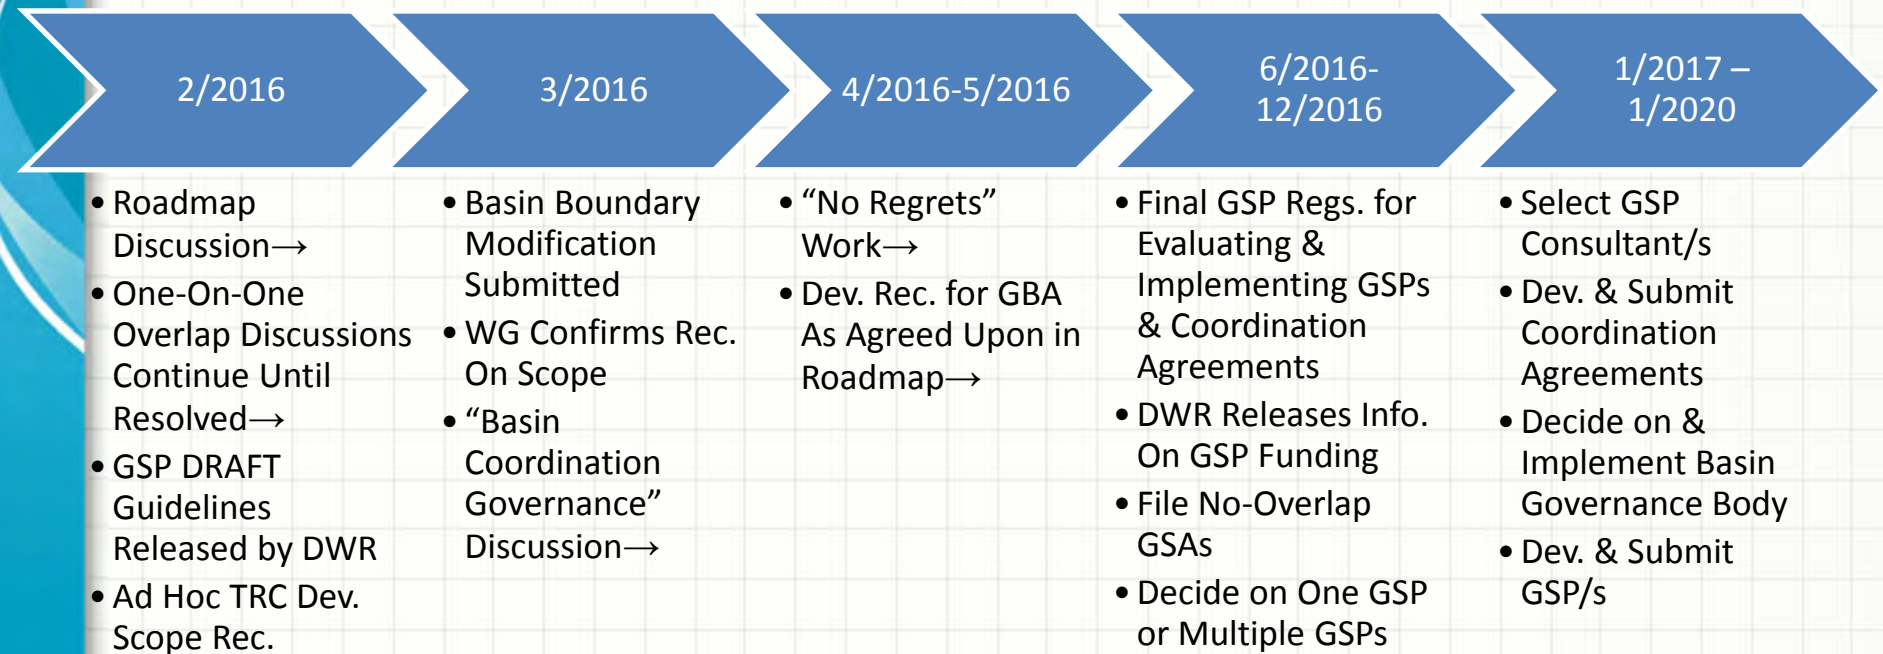 2/2016
3/2016
4/2016-5/2016
6/2016-
12/2016
1/2017 –
1/2020
• Roadmap
Discussion→
• One-On-One
Overlap Discussions
Continue Until
Resolved→
• GSP DRAFT
Guidelines
Released by DWR
• Ad Hoc TRC Dev.
Scope Rec.
• Basin Boundary
Modification
Submitted
• WG Confirms Rec.
On Scope
• “Basin
Coordination
Governance”
Discussion→
• “No Regrets”
Work→
• Dev. Rec. for GBA
As Agreed Upon in
Roadmap→
• Final GSP Regs. for
Evaluating &
Implementing GSPs
& Coordination
Agreements
• DWR Releases Info.
On GSP Funding
• File No-Overlap
GSAs
• Decide on One GSP
or Multiple GSPs
• Select GSP
Consultant/s
• Dev. & Submit
Coordination
Agreements
• Decide on &
Implement Basin
Governance Body
• Dev. & Submit
GSP/s